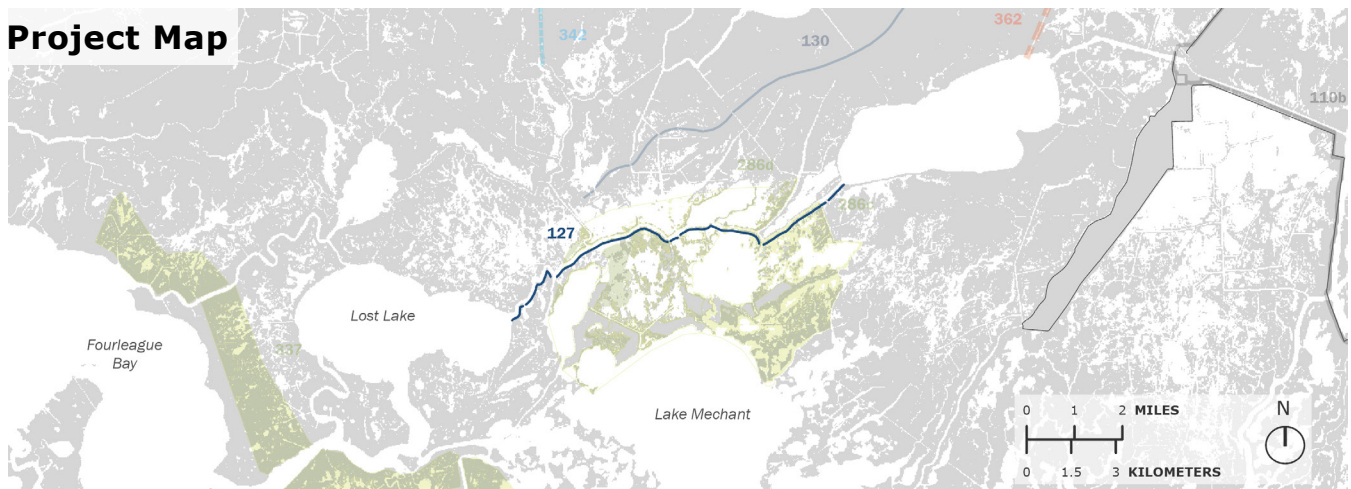 Project Map
342
130
362
110b
286d
286c
127
Lost Lake
337
Fourleague
Bay
Lake Mechant
0 1 2 MILES
0 1.5 3 KILOMETERS
N